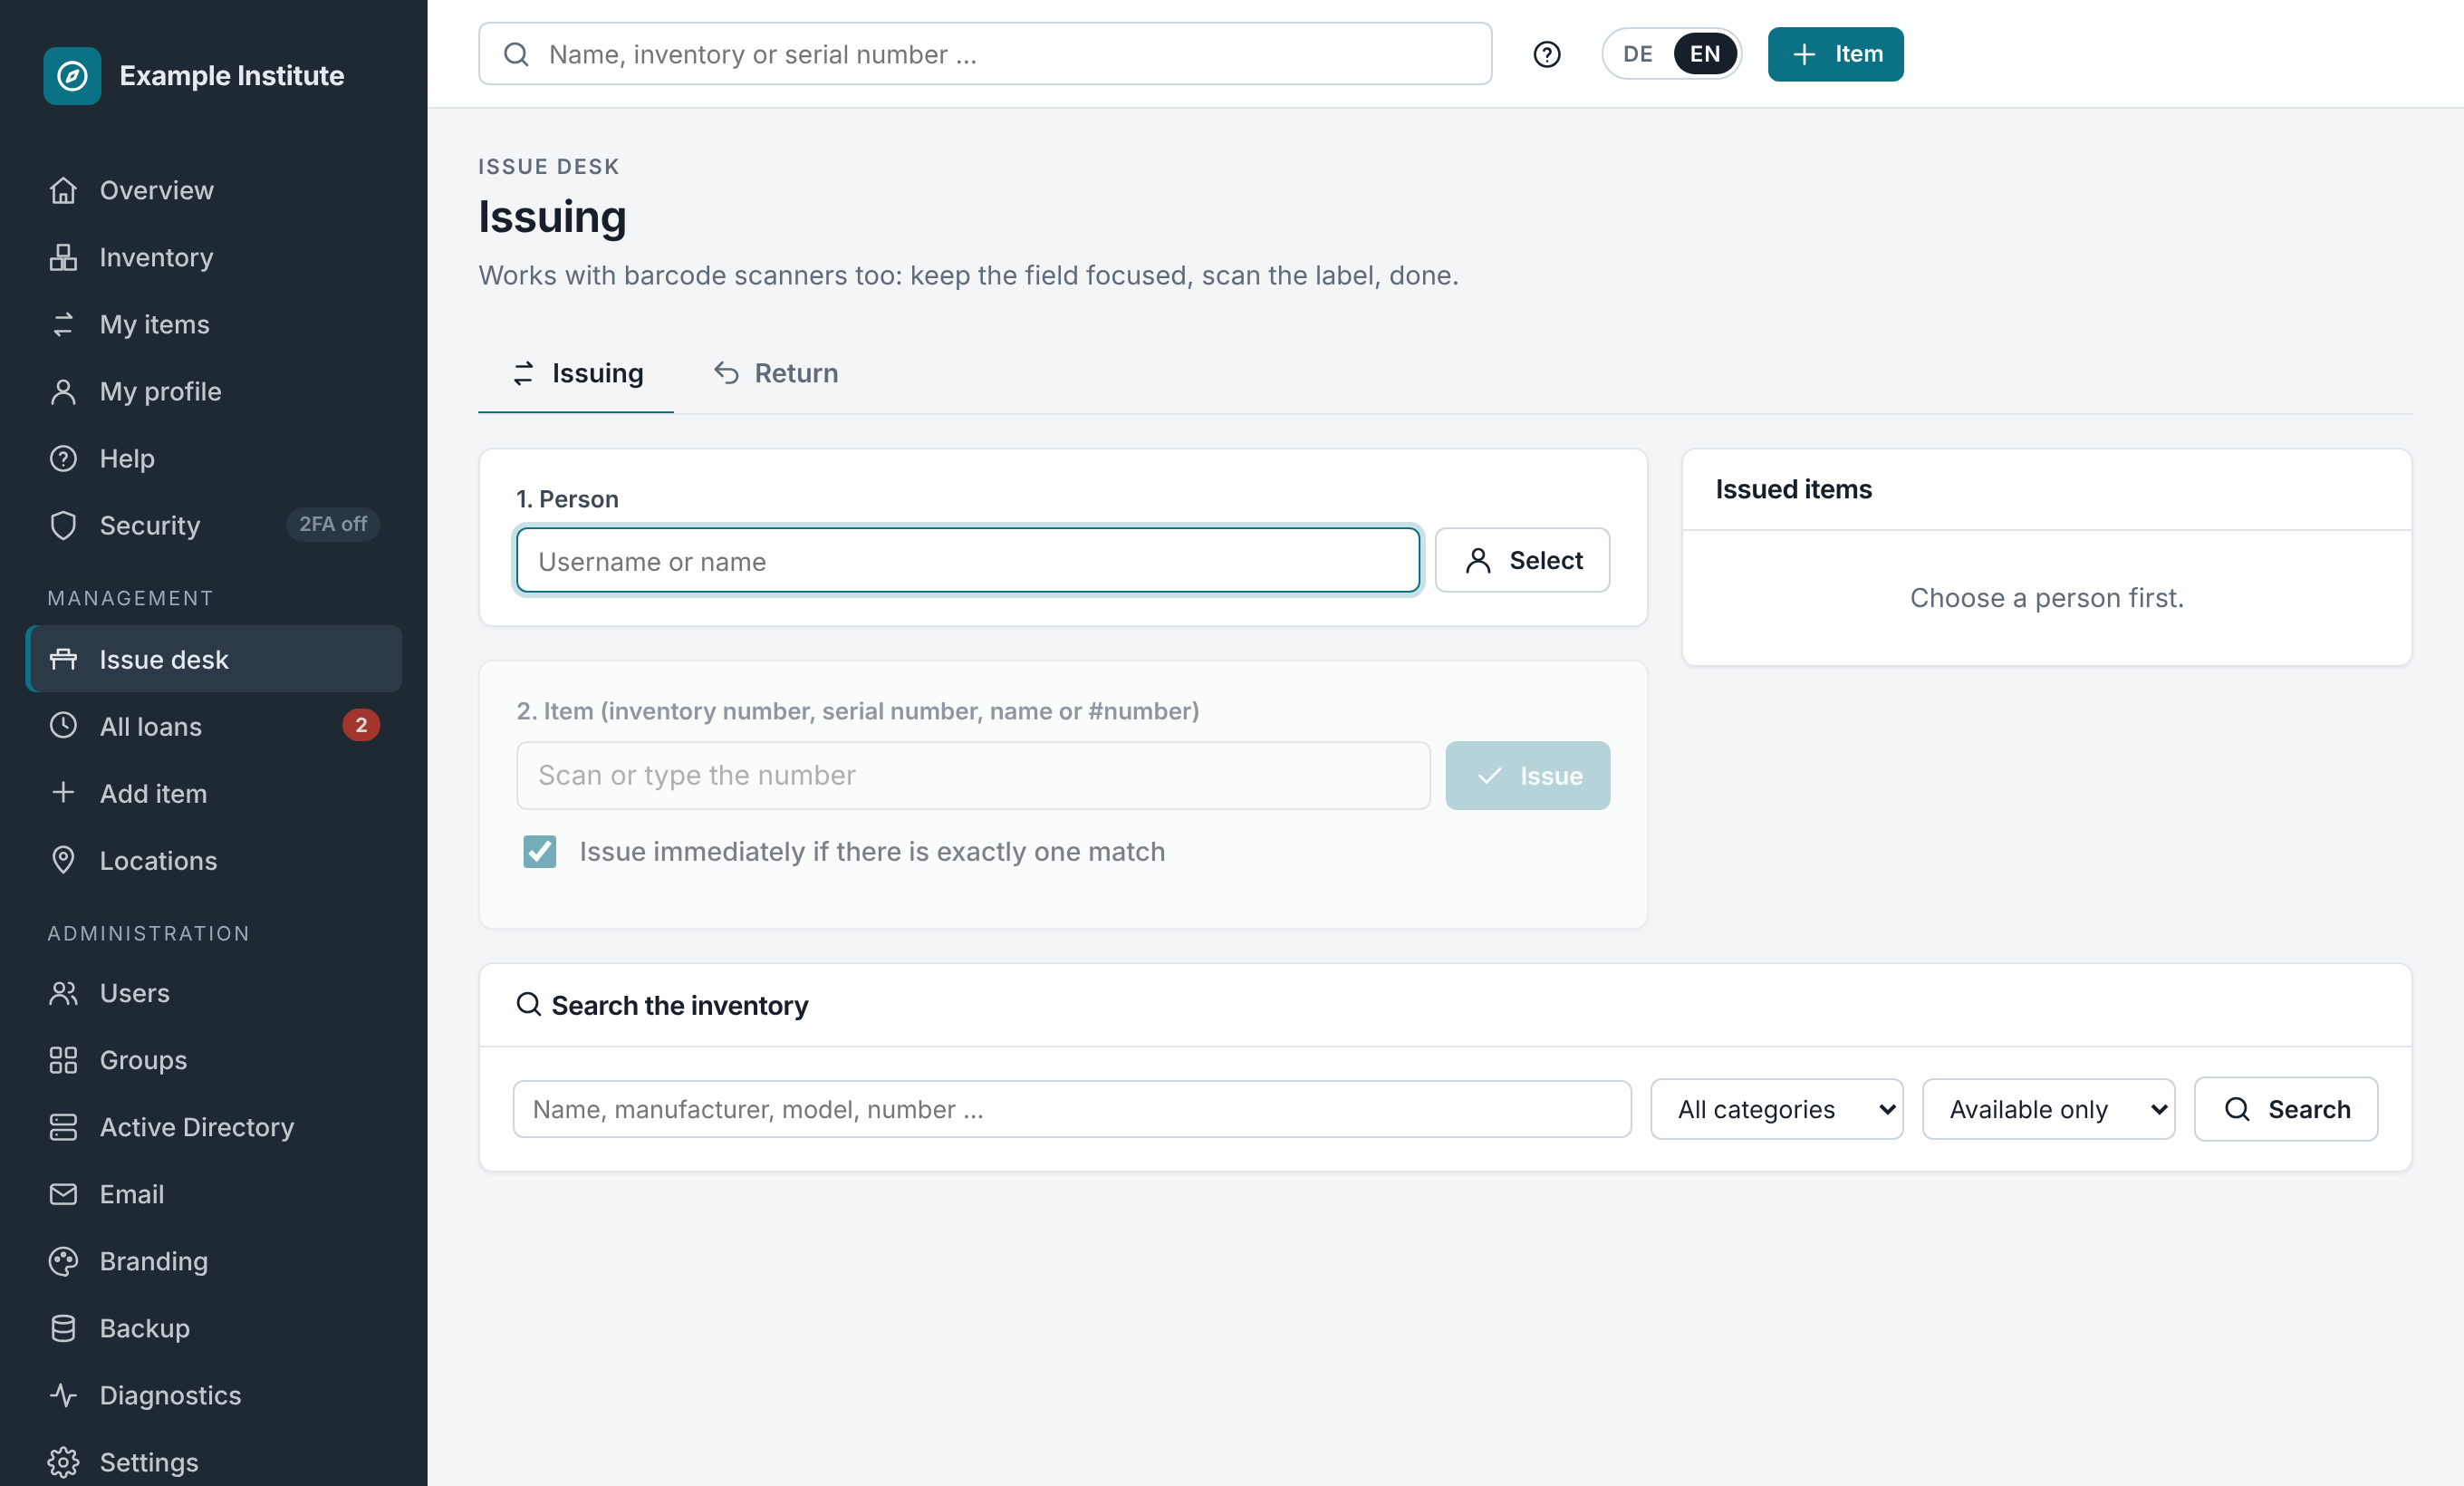 Example Institute
Overview
Inventory
My items
My profile
Help
Security
2FA off
MANAGEMENT
Issue desk
All loans
2
Add item
Locations
ADMINISTRATION
Users
Groups
Active Directory
Email
Branding
Backup
Diagnostics
Settings
Name, inventory or serial number ...
DE
EN
Item
ISSUE DESK
Issuing
Works with barcode scanners too: keep the field focused, scan the label, done.
Issuing
Return
1. Person
Username or name
Select
2. Item (inventory number, serial number, name or #number)
Scan or type the number
Issue
Issue immediately if there is exactly one match
Issued items
Choose a person first.
Search the inventory
Name, manufacturer, model, number ...
All categories
Available only
Search